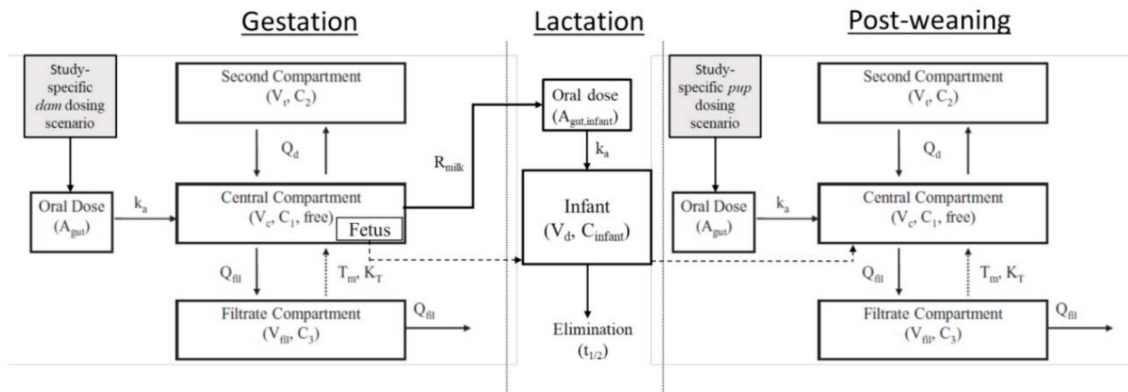 Gestation
Study-
specific
dam dosing
scenario
Second Compartment
(Vt, C2)
Qd
Oral Dose
(Agut)
ka
Central Compartment
(Vc, C1, free)
Fetus
Qfil
Tm, KT
Filtrate Compartment
(Vfil, C3)
Qfil
Rmilk
Lactation
Oral dose
(Agut,infant)
ka
Infant
(Vd, Cinfant)
Elimination
(t1/2)
Post-weaning
Study-
specific pup
dosing
scenario
Second Compartment
(Vt, C2)
Qd
Oral Dose
(Agut)
ka
Central Compartment
(Vc, C1, free)
Qfil
Tm, KT
Filtrate Compartment
(Vfil, C3)
Qfil